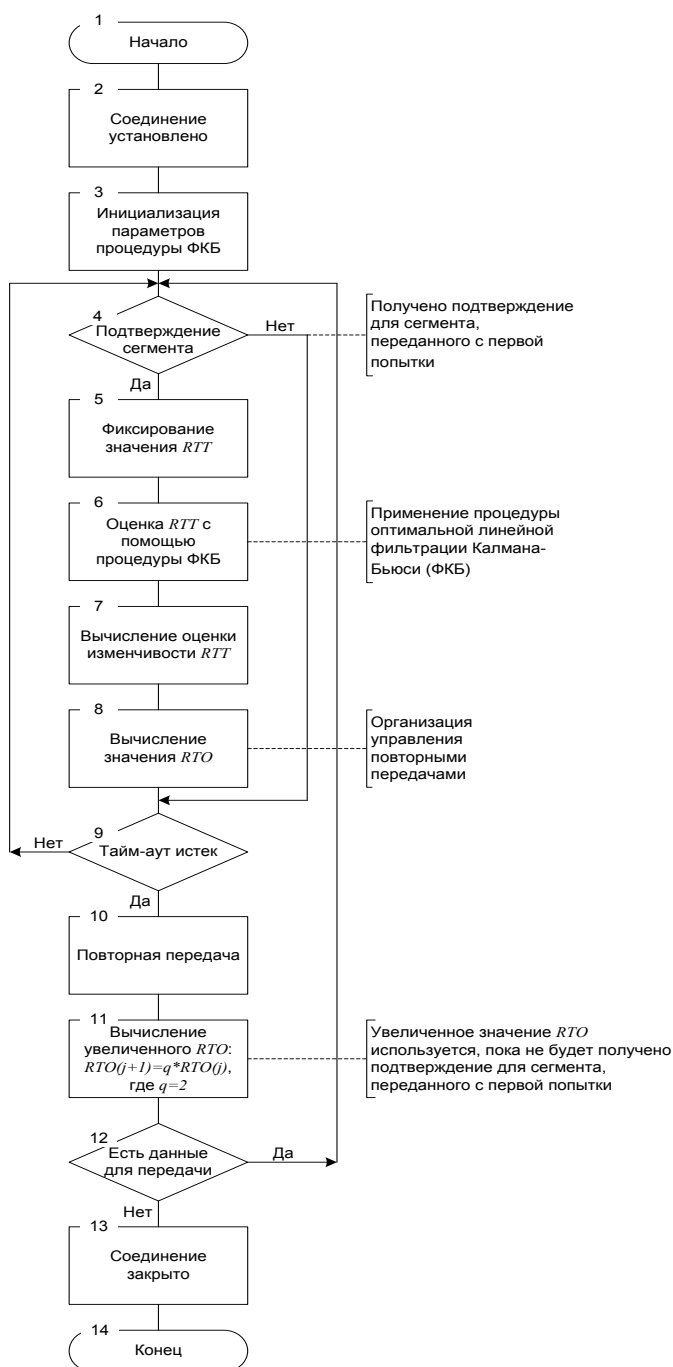 1
Начало
2
Соединение
установлено
3
Инициализация
параметров
процедуры ФКБ
4
Подтверждение
сегмента
Нет
Получено подтверждение
для сегмента,
переданного с первой
попытки
Да
5
Фиксирование
значения RTT
6
Оценка RTT с
помощью
процедуры ФКБ
Применение процедуры
оптимальной линейной
фильтрации Калмана-
Бьюси (ФКБ)
7
Вычисление оценки
изменчивости RTT
8
Вычисление
значения RTO
Организация
управления
повторными
передачами
9
Тайм-аут истек
Нет
Да
10
Повторная передача
11
Вычисление
увеличенного RTO:
RTO(j+1)=q*RTO(j),
где q=2
Увеличенное значение RTO
используется, пока не будет получено
подтверждение для сегмента,
переданного с первой попытки
12
Есть данные
для передачи
Да
Нет
13
Соединение
закрыто
14
Конец